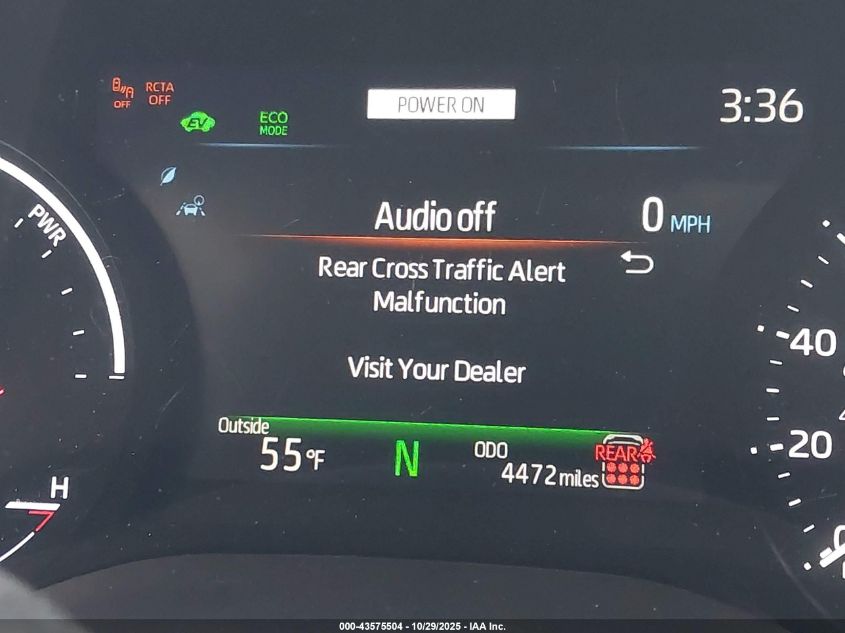 OFF
RCTA
OFF
EV
ECO
MODE
POWER ON
3:36
PWR
Audio off
0 MPH
Rear Cross Traffic Alert
Malfunction
Visit Your Dealer
Outside
55°F
N
ODO
4472 miles
REAR
H
40
20
000-43575504 - 10/29/2025 - IAA Inc.